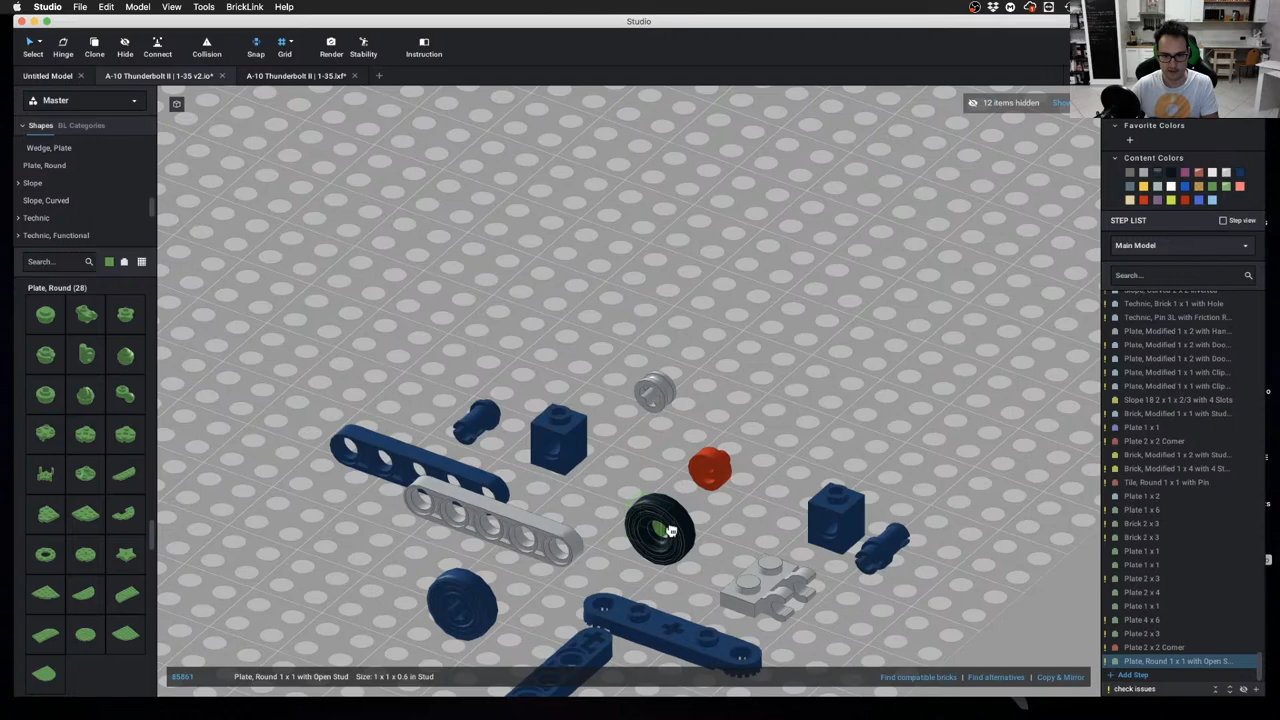 Studio File Edit Model View Tools BrickLink Help
Studio
Select Hinge Clone Hide Connect Collision Snap Grid Render Stability Instruction
Untitled Model A-10 Thunderbolt II | 1-35 v2.io* A-10 Thunderbolt II | 1-35.lxf*
Master
Shapes BL Categories
Wedge, Plate
Plate, Round
Slope
Slope, Curved
Technic
Technic, Functional
Search...
Plate, Round (28)
12 items hidden
85861 Plate, Round 1 x 1 with Open Stud Size: 1 x 1 x 0.6 in Stud Find compatible bricks | Find alternatives | Copy & Mirror
Favorite Colors
Content Colors
STEP LIST Step view
Main Model
Search...
Slope, Curved 2 x 2 Inverted
Technic, Brick 1 x 1 with Hole
Technic, Pin 3L with Friction R...
Plate, Modified 1 x 2 with Han...
Plate, Modified 1 x 2 with Doo...
Plate, Modified 1 x 2 with Doo...
Plate, Modified 1 x 1 with Clip...
Plate, Modified 1 x 1 with Clip...
Slope 18 2 x 1 x 2/3 with 4 Slots
Brick, Modified 1 x 1 with Stud...
Plate 1 x 1
Plate 2 x 2 Corner
Brick, Modified 1 x 2 with Stud...
Brick, Modified 1 x 4 with 4 St...
Tile, Round 1 x 1 with Pin
Plate 1 x 2
Plate 1 x 6
Brick 2 x 3
Brick 2 x 3
Plate 1 x 1
Plate 1 x 1
Plate 2 x 3
Plate 2 x 4
Plate 1 x 1
Plate 4 x 6
Plate 2 x 3
Plate 2 x 2 Corner
Plate, Round 1 x 1 with Open S...
+ Add Step
check issues